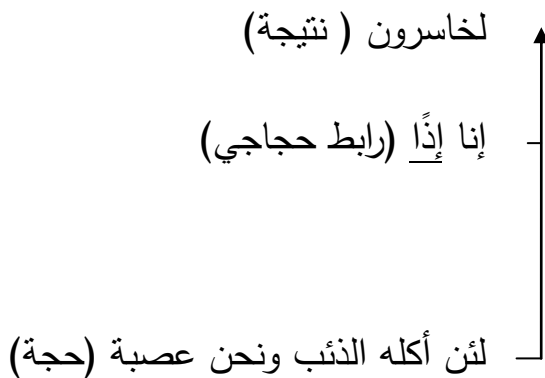 لخاسرون ( نتيجة)
إنا إذًا (رابط حجاجي)
لئن أكله الذئب ونحن عصبة (حجة)